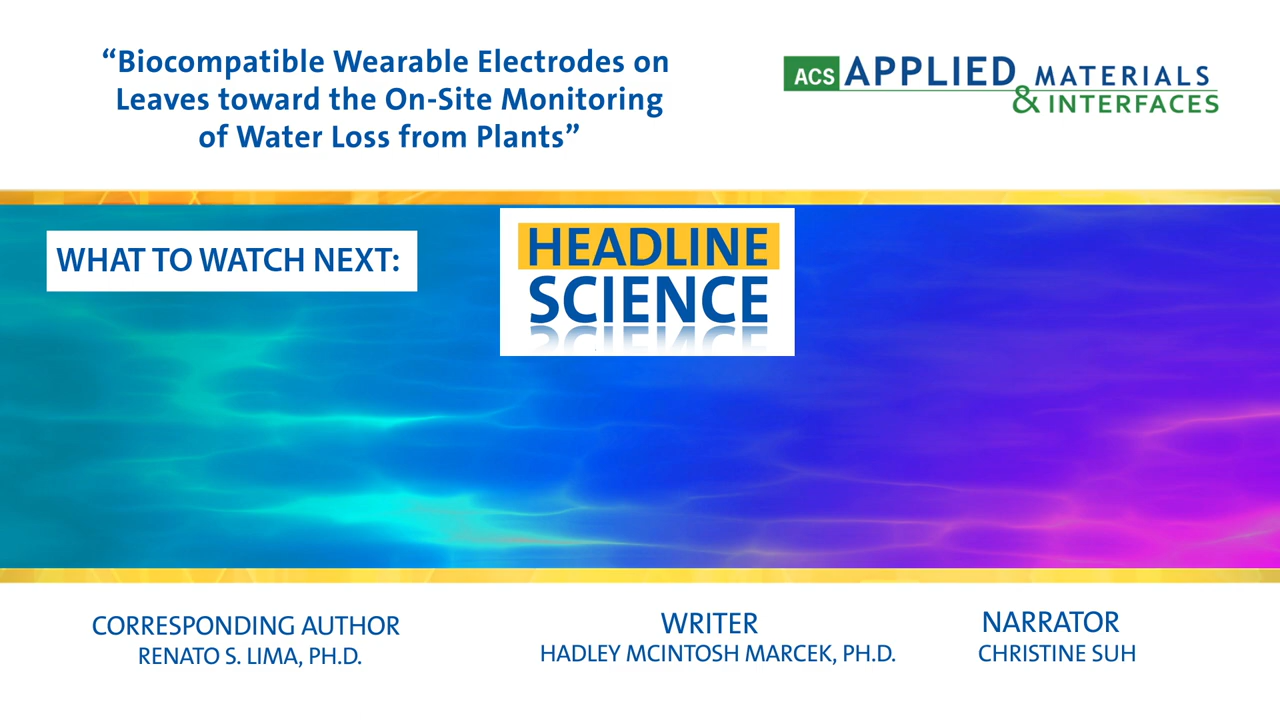 “Biocompatible Wearable Electrodes on
Leaves toward the On-Site Monitoring
of Water Loss from Plants”
ACS APPLIED MATERIALS
& INTERFACES
WHAT TO WATCH NEXT:
HEADLINE
SCIENCE
CORRESPONDING AUTHOR
RENATO S. LIMA, PH.D.
WRITER
HADLEY MCINTOSH MARCEK, PH.D.
NARRATOR
CHRISTINE SUH